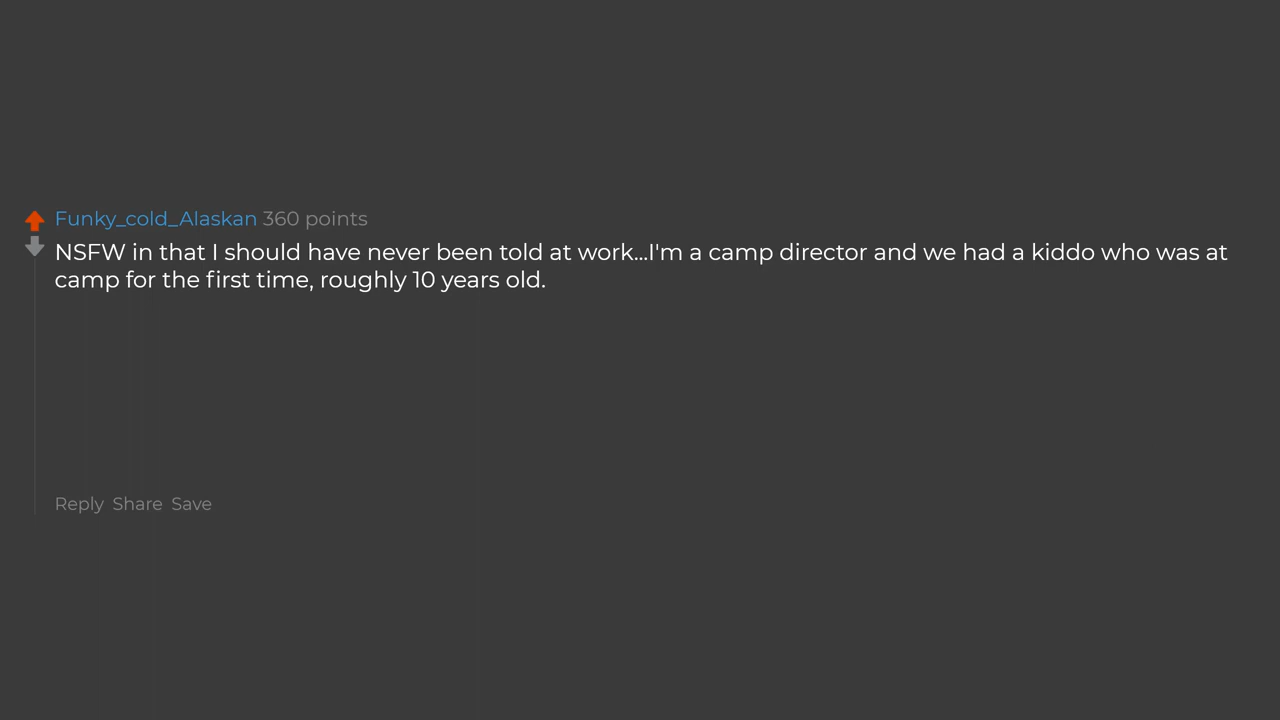 Funky_cold_Alaskan 360 points
NSFW in that I should have never been told at work...I'm a camp director and we had a kiddo who was at
camp for the first time, roughly 10 years old.
Reply Share Save